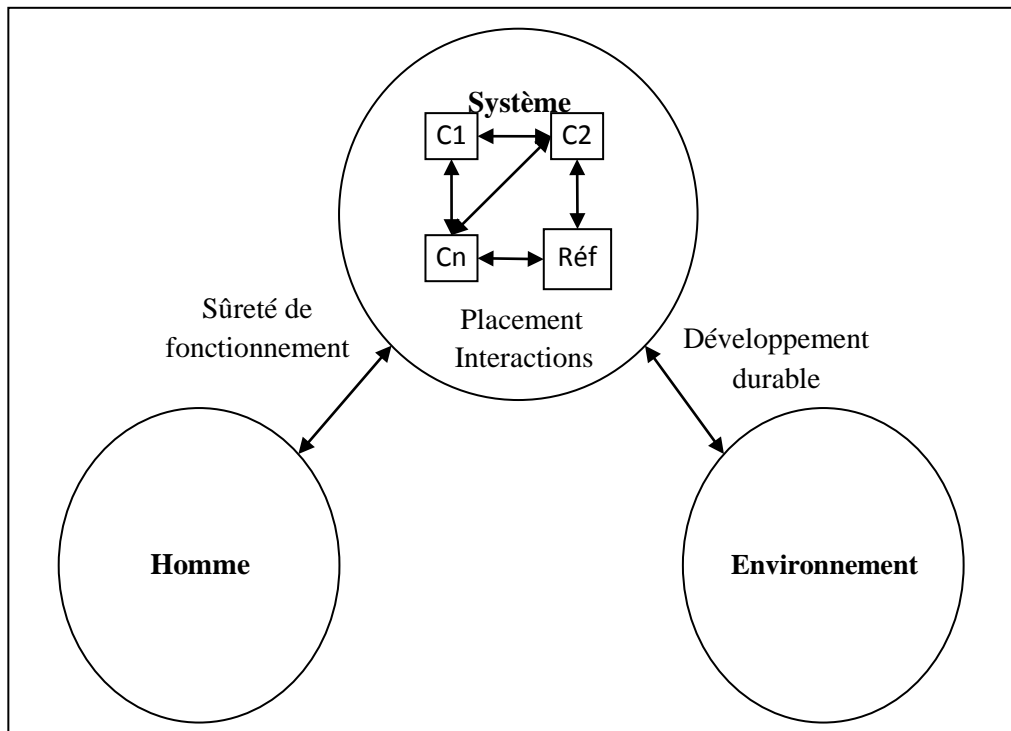 Système
C1
C2
Cn
Réf
Placement
Interactions
Sûreté de
fonctionnement
Développement
durable
Homme
Environnement